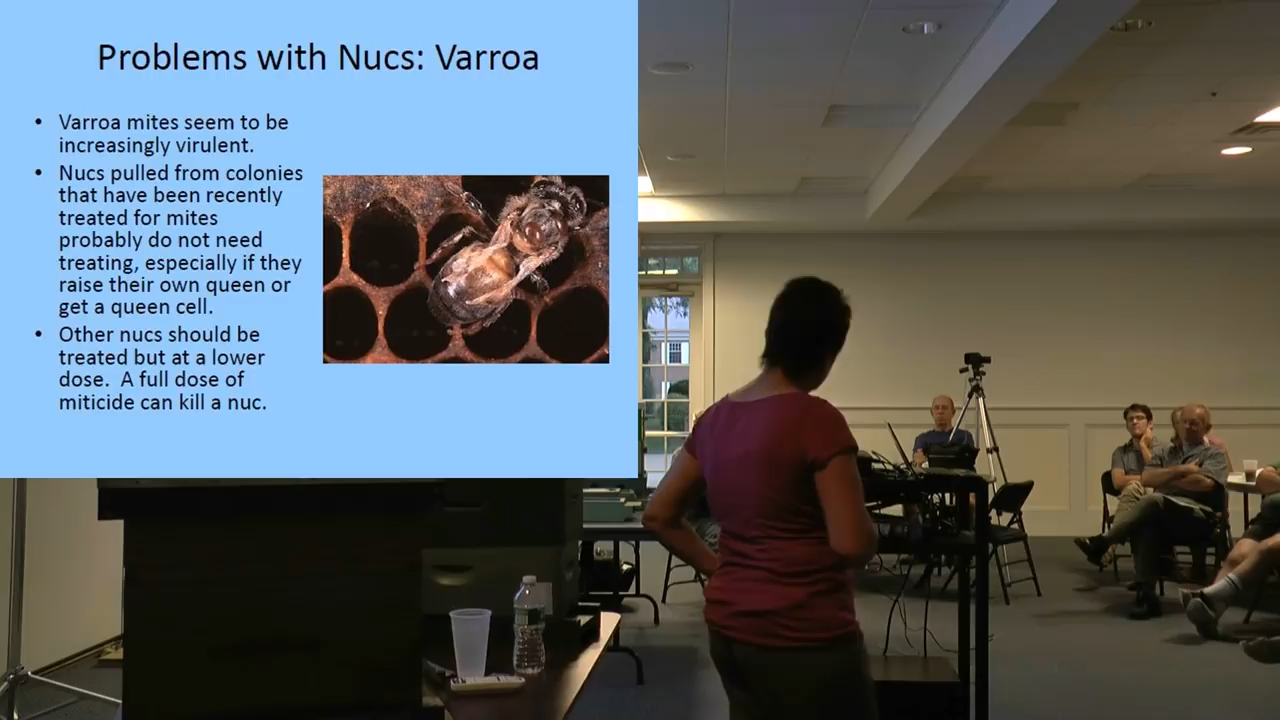 Problems with Nucs: Varroa
• Varroa mites seem to be
increasingly virulent.
• Nucs pulled from colonies
that have been recently
treated for mites
probably do not need
treating, especially if they
raise their own queen or
get a queen cell.
• Other nucs should be
treated but at a lower
dose.  A full dose of
miticide can kill a nuc.